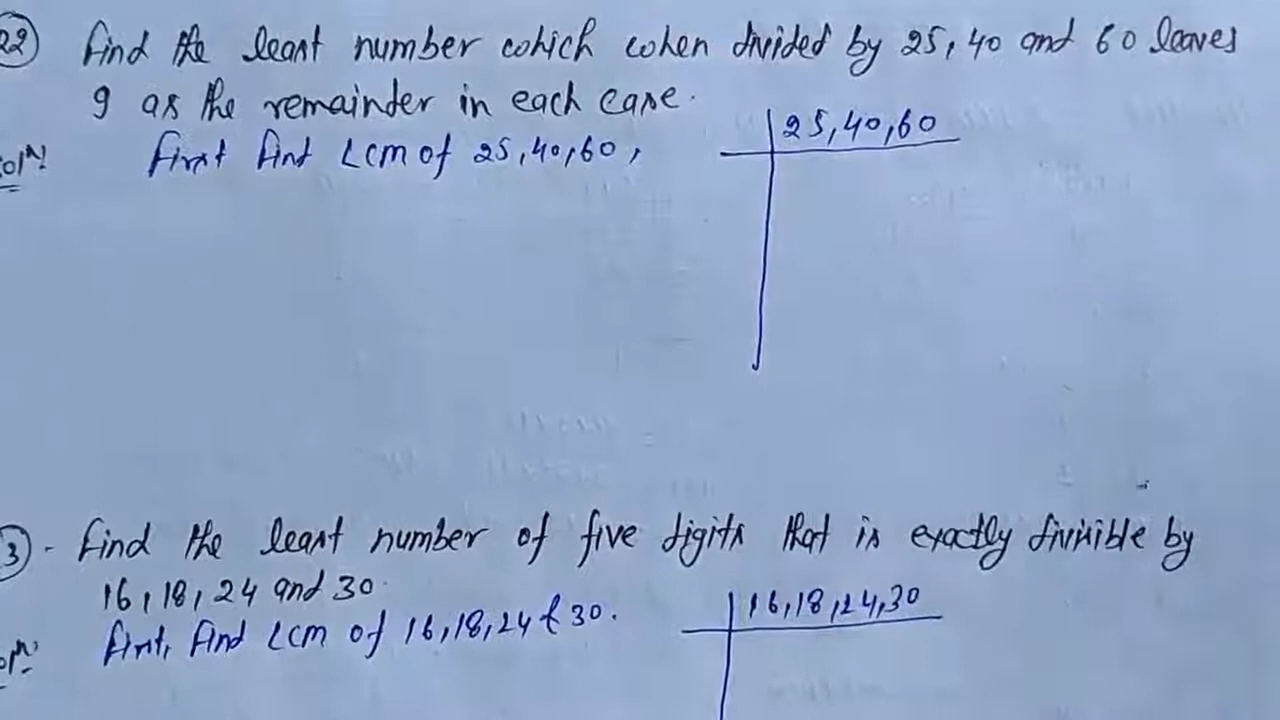 22) Find the least number which when divided by 25, 40 and 60 leaves
9 as the remainder in each case.
Solⁿ:
First find LCM of 25, 40, 60,
25, 40, 60
3) - Find the least number of five digits that is exactly divisible by
16, 18, 24 and 30.
Solⁿ:
First, find LCM of 16, 18, 24 & 30.
16, 18, 24, 30